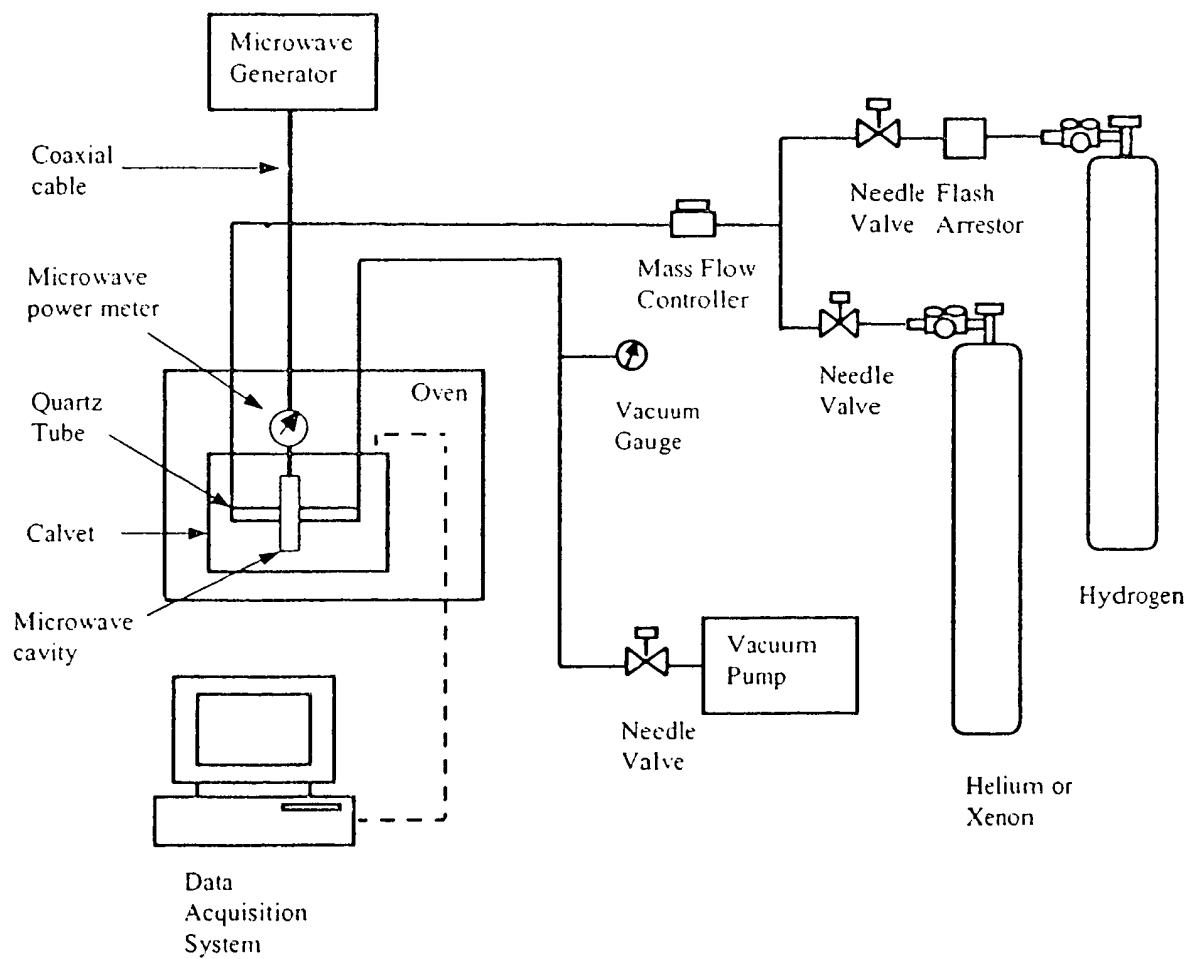 Microwave
Generator
Coaxial
cable
Needle Flash
Valve Arrestor
Mass Flow
Controller
Microwave
power meter
Oven
Needle
Valve
Quartz
Tube
Vacuum
Gauge
Calvet
Hydrogen
Microwave
cavity
Vacuum
Pump
Needle
Valve
Helium or
Xenon
Data
Acquisition
System